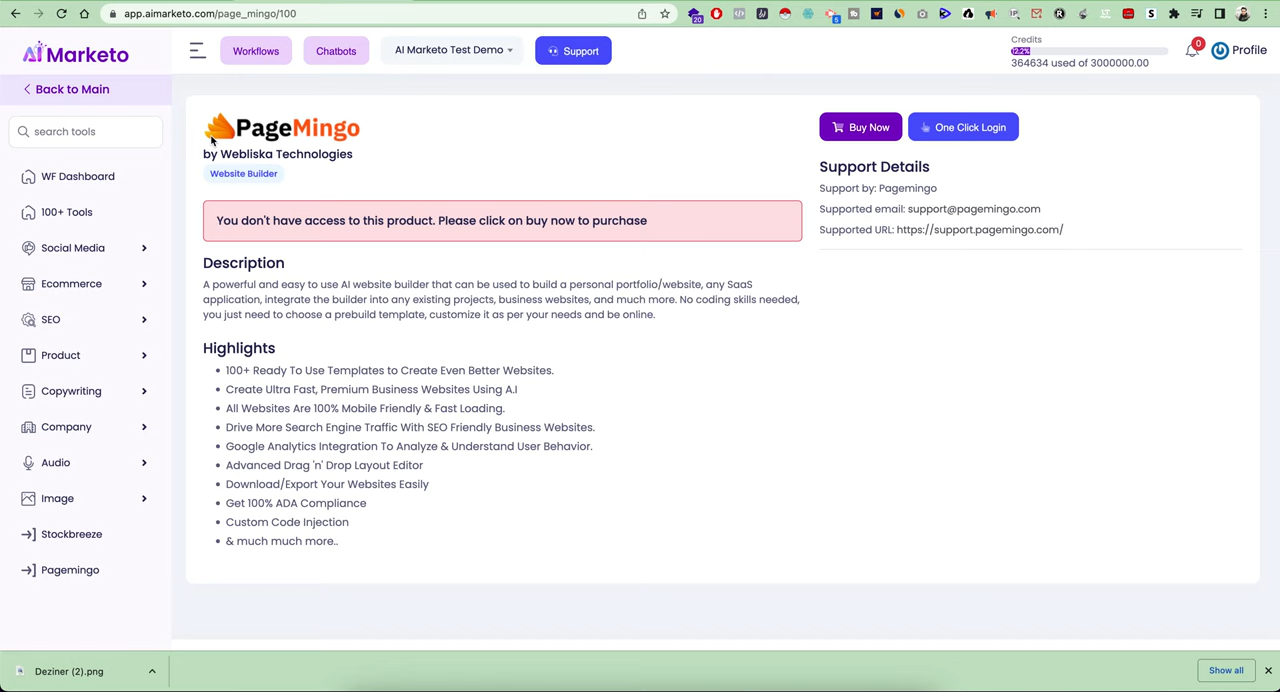 app.aimarketo.com/page_mingo/100
20
5
AI Marketo
Workflows
Chatbots
AI Marketo Test Demo
Support
Credits
12.2%
364634 used of 3000000.00
0
Profile
Back to Main
search tools
WF Dashboard
100+ Tools
Social Media
Ecommerce
SEO
Product
Copywriting
Company
Audio
Image
Stockbreeze
Pagemingo
PageMingo
by Webliska Technologies
Website Builder
You don't have access to this product. Please click on buy now to purchase
Description
A powerful and easy to use AI website builder that can be used to build a personal portfolio/website, any SaaS
application, integrate the builder into any existing projects, business websites, and much more. No coding skills needed,
you just need to choose a prebuild template, customize it as per your needs and be online.
Highlights
• 100+ Ready To Use Templates to Create Even Better Websites.
• Create Ultra Fast, Premium Business Websites Using A.I
• All Websites Are 100% Mobile Friendly & Fast Loading.
• Drive More Search Engine Traffic With SEO Friendly Business Websites.
• Google Analytics Integration To Analyze & Understand User Behavior.
• Advanced Drag 'n' Drop Layout Editor
• Download/Export Your Websites Easily
• Get 100% ADA Compliance
• Custom Code Injection
• & much much more..
Buy Now
One Click Login
Support Details
Support by: Pagemingo
Supported email: support@pagemingo.com
Supported URL: https://support.pagemingo.com/
Deziner (2).png
Show all